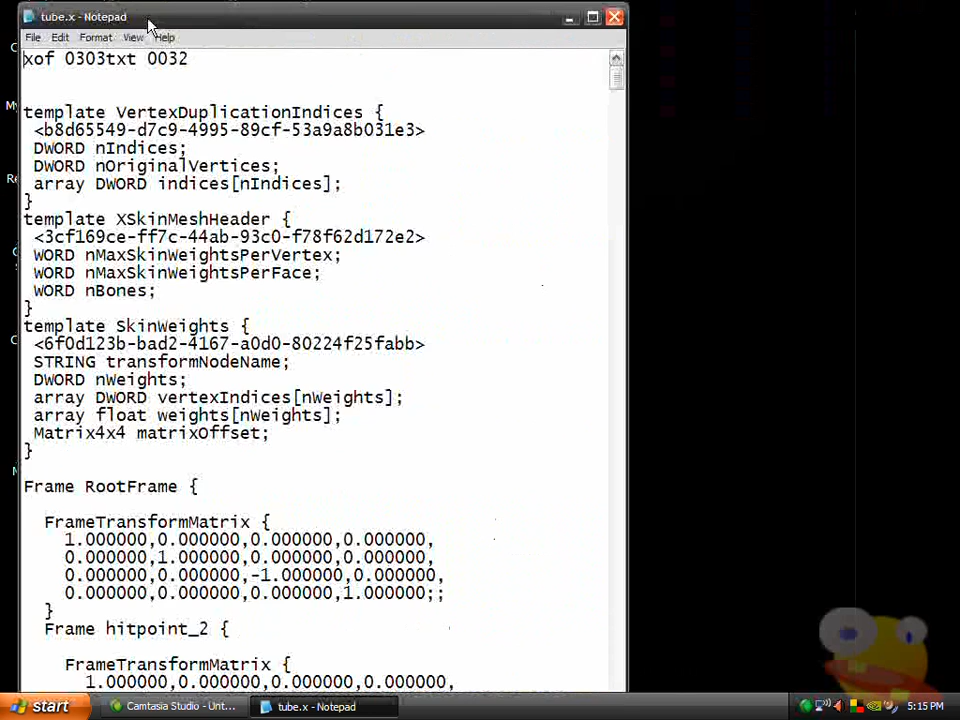 tube.x - Notepad
File Edit Format View Help
xof 0303txt 0032
template VertexDuplicationIndices {
<b8d65549-d7c9-4995-89cf-53a9a8b031e3>
DWORD nIndices;
DWORD nOriginalVertices;
array DWORD indices[nIndices];
}
template XSkinMeshHeader {
<3cf169ce-ff7c-44ab-93c0-f78f62d172e2>
WORD nMaxSkinWeightsPerVertex;
WORD nMaxSkinWeightsPerFace;
WORD nBones;
}
template SkinWeights {
<6f0d123b-bad2-4167-a0d0-80224f25fabb>
STRING transformNodeName;
DWORD nWeights;
array DWORD vertexIndices[nWeights];
array float weights[nWeights];
Matrix4x4 matrixOffset;
}
Frame RootFrame {
FrameTransformMatrix {
1.000000,0.000000,0.000000,0.000000,
0.000000,1.000000,0.000000,0.000000,
0.000000,0.000000,-1.000000,0.000000,
0.000000,0.000000,0.000000,1.000000;;
}
Frame hitpoint_2 {
FrameTransformMatrix {
1.000000,0.000000,0.000000,0.000000,
start
Camtasia Studio - Unt...
tube.x - Notepad
5:15 PM